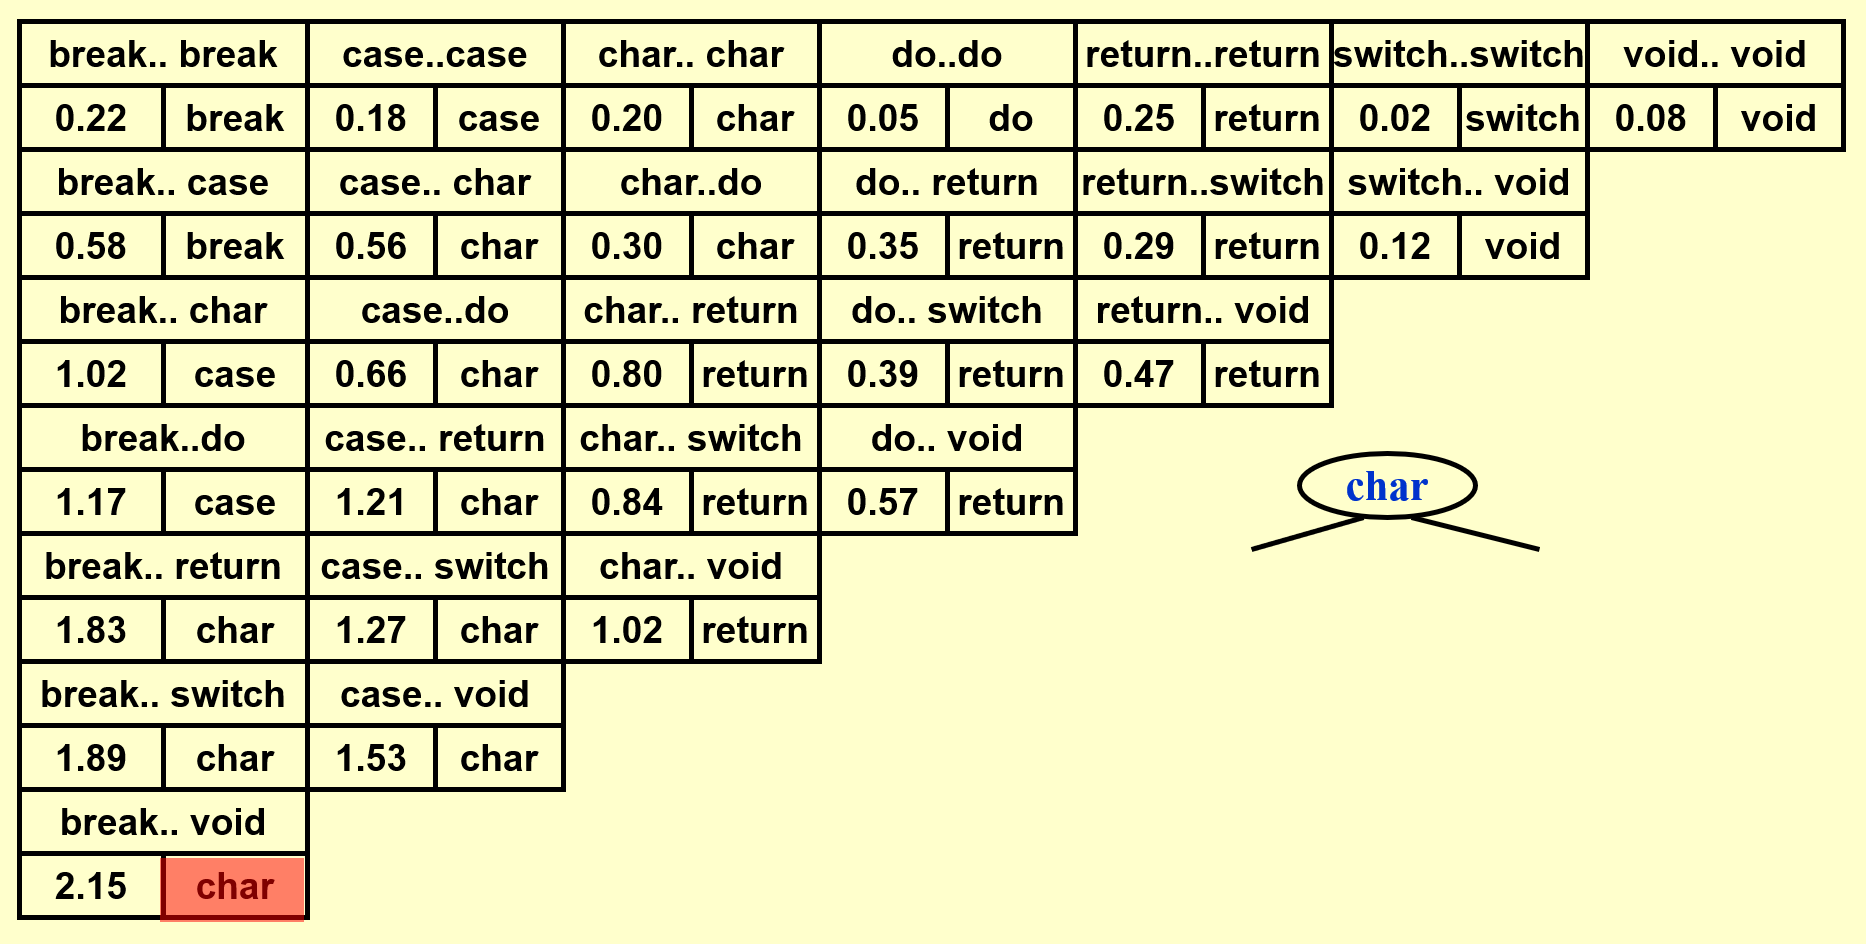 break.. break case..case char.. char do..do return..return switch..switch void.. void
0.22 break 0.18 case 0.20 char 0.05 do 0.25 return 0.02 switch 0.08 void
break.. case case.. char char..do do.. return return..switch switch.. void
0.58 break 0.56 char 0.30 char 0.35 return 0.29 return 0.12 void
break.. char case..do char.. return do.. switch return.. void
1.02 case 0.66 char 0.80 return 0.39 return 0.47 return
break..do case.. return char.. switch do.. void
1.17 case 1.21 char 0.84 return 0.57 return
char
break.. return case.. switch char.. void
1.83 char 1.27 char 1.02 return
break.. switch case.. void
1.89 char 1.53 char
break.. void
2.15 char